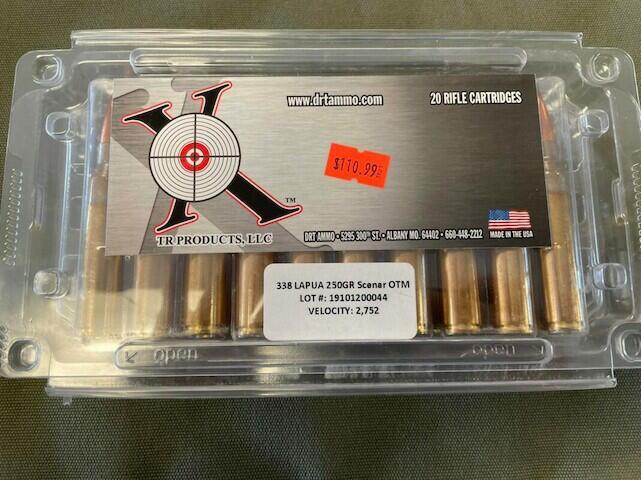 www.drtammo.com
20 RIFLE CARTRIDGES
X
TM
$110.99
TR PRODUCTS, LLC
DRT AMMO • 5295 300TH ST. • ALBANY MO. 64402 • 660-448-2212
MADE IN THE USA
338 LAPUA 250GR Scenar OTM
LOT #: 19101200044
VELOCITY: 2,752
open
open